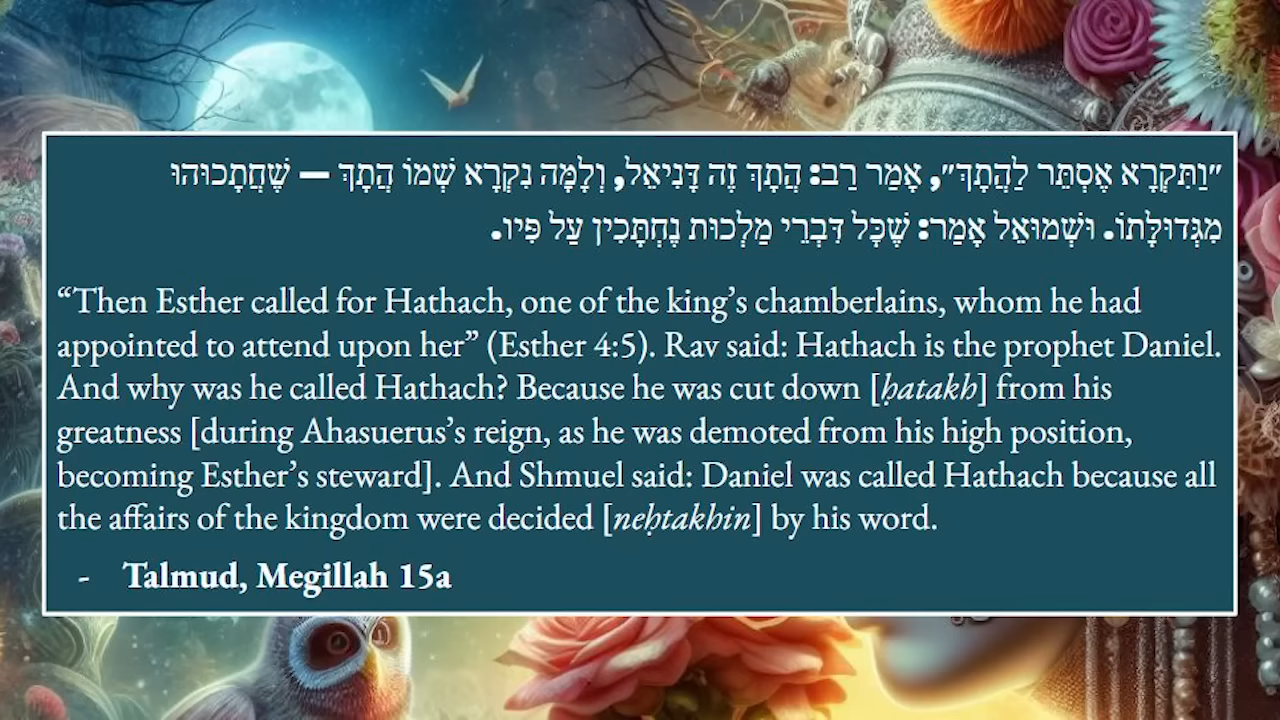 ״וַתִּקְרָא אֶסְתֵּר לַהֲתָךְ״, אָמַר רַב: הֲתָךְ זֶה דָּנִיאֵל, וְלָמָּה נִקְרָא שְׁמוֹ הֲתָךְ — שֶׁחֲתָכוּהוּ
מִגְּדוּלָּתוֹ. וּשְׁמוּאֵל אָמַר: שֶׁכׇּל דִּבְרֵי מַלְכוּת נֶחְתָּכִין עַל פִּיו.
“Then Esther called for Hathach, one of the king’s chamberlains, whom he had
appointed to attend upon her” (Esther 4:5). Rav said: Hathach is the prophet Daniel.
And why was he called Hathach? Because he was cut down [ḥatakh] from his
greatness [during Ahasuerus’s reign, as he was demoted from his high position,
becoming Esther’s steward]. And Shmuel said: Daniel was called Hathach because all
the affairs of the kingdom were decided [neḥtakhin] by his word.
- Talmud, Megillah 15a